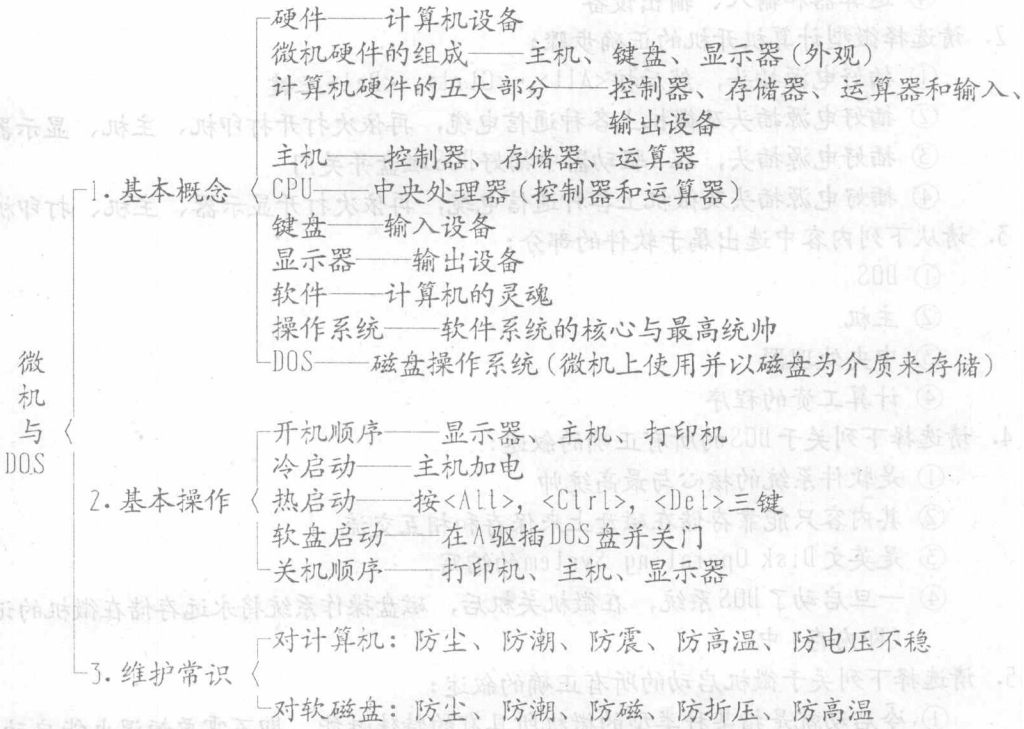 硬件——计算机设备
微机硬件的组成——主机、键盘、显示器(外观)
计算机硬件的五大部分——控制器、存储器、运算器和输入、
输出设备
主机——控制器、存储器、运算器
1.基本概念
CPU——中央处理器(控制器和运算器)
键盘——输入设备
显示器——输出设备
软件——计算机的灵魂
操作系统——软件系统的核心与最高统帅
DOS——磁盘操作系统(微机上使用并以磁盘为介质来存储)
微机与DOS
开机顺序——显示器、主机、打印机
冷启动——主机加电
2.基本操作
热启动——按<Alt>,<Ctrl>,<Del>三键
软盘启动——在A驱插DOS盘并关门
关机顺序——打印机、主机、显示器
对计算机:防尘、防潮、防震、防高温、防电压不稳
3.维护常识
对软磁盘:防尘、防潮、防磁、防折压、防高温